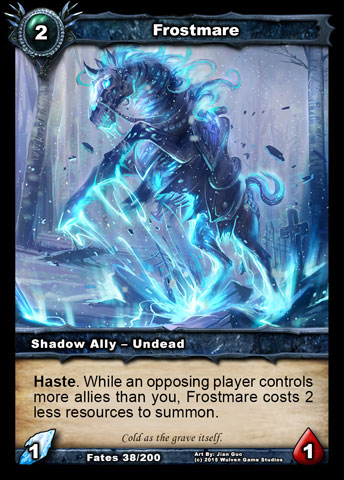 2
Frostmare
Shadow Ally – Undead
Haste. While an opposing player controls
more allies than you, Frostmare costs 2
less resources to summon.
Cold as the grave itself.
1
Fates 38/200
Art By: Jian Guo
(c) 2015 Wulven Game Studios
1